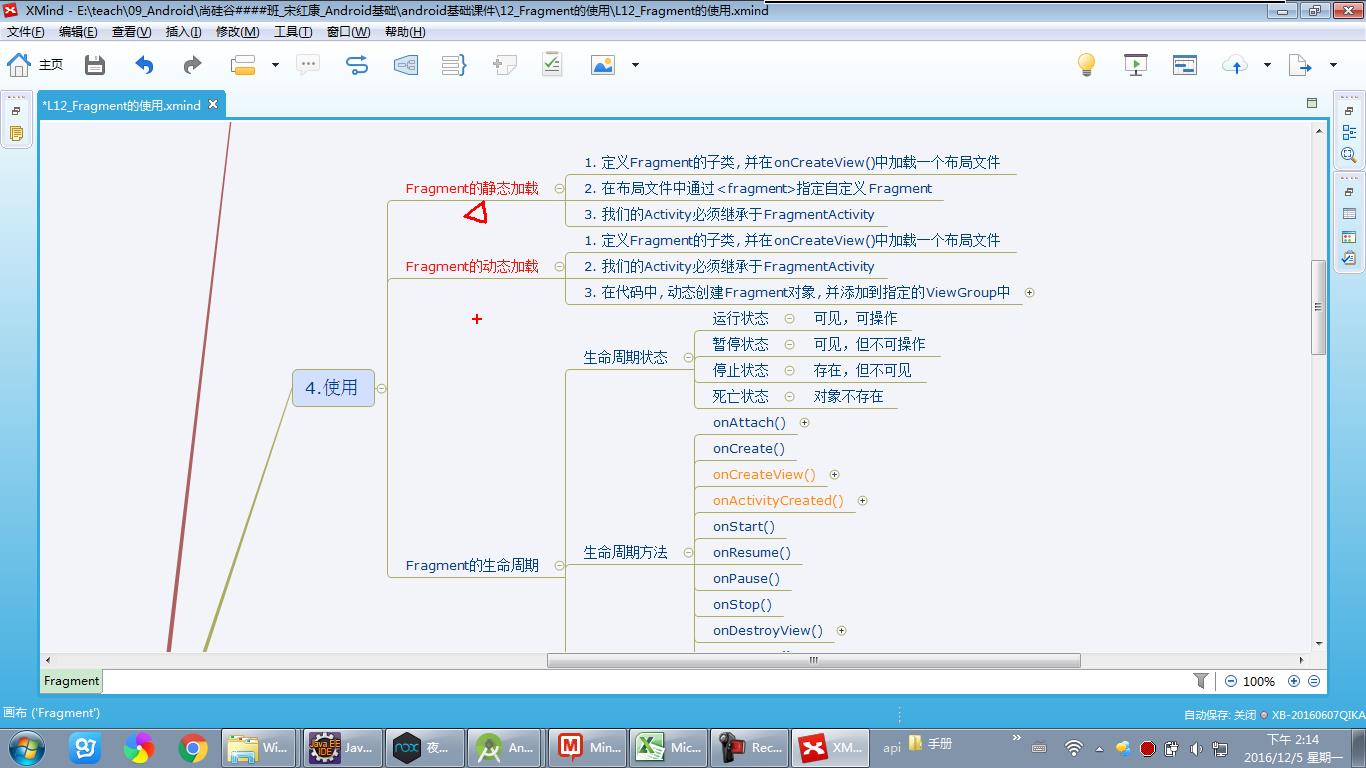 XMind - E:\teach\09_Android\尚硅谷####班_宋红康_Android基础\android基础课件\12_Fragment的使用\L12_Fragment的使用.xmind
文件(F) 编辑(E) 查看(V) 插入(I) 修改(M) 工具(T) 窗口(W) 帮助(H)
主页
*L12_Fragment的使用.xmind
1. 定义Fragment的子类，并在onCreateView()中加载一个布局文件
Fragment的静态加载
2. 在布局文件中通过<fragment>指定自定义Fragment
3. 我们的Activity必须继承于FragmentActivity
1. 定义Fragment的子类，并在onCreateView()中加载一个布局文件
Fragment的动态加载
2. 我们的Activity必须继承于FragmentActivity
3. 在代码中，动态创建Fragment对象，并添加到指定的ViewGroup中
4.使用
运行状态 可见，可操作
生命周期状态
暂停状态 可见，但不可操作
停止状态 存在，但不可见
死亡状态 对象不存在
onAttach()
onCreate()
onCreateView()
onActivityCreated()
onStart()
Fragment的生命周期
生命周期方法
onResume()
onPause()
onStop()
onDestroyView()
Fragment
100%
画布 ('Fragment')
自动保存: 关闭 XB-20160607QIKA
Wi...
Jav...
夜...
An...
Min...
Mic...
Rec...
XM...
api
手册
下午 2:14
2016/12/5 星期一